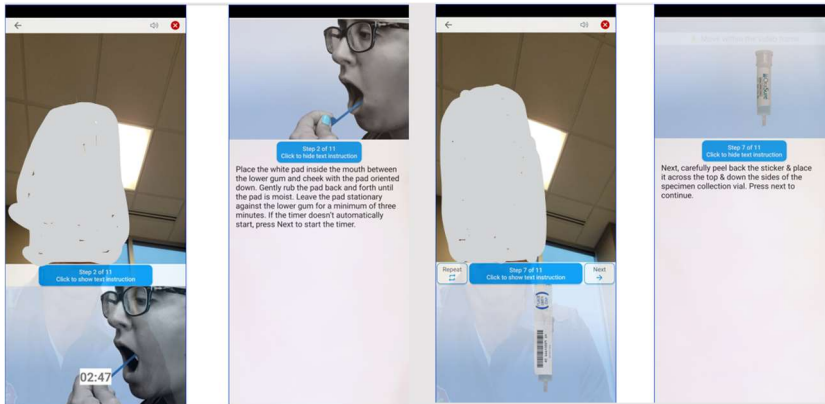 Step 2 of 11
Click to show text instruction
02:47
Step 2 of 11
Click to hide text instruction
Place the white pad inside the mouth between
the lower gum and cheek with the pad oriented
down. Gently rub the pad back and forth until
the pad is moist. Leave the pad stationary
against the lower gum for a minimum of three
minutes. If the timer doesn't automatically
start, press Next to start the timer.
Repeat
Step 7 of 11
Click to show text instruction
Next
Step 7 of 11
Click to hide text instruction
Next, carefully peel back the sticker & place
it across the top & down the sides of the
specimen collection vial. Press next to
continue.